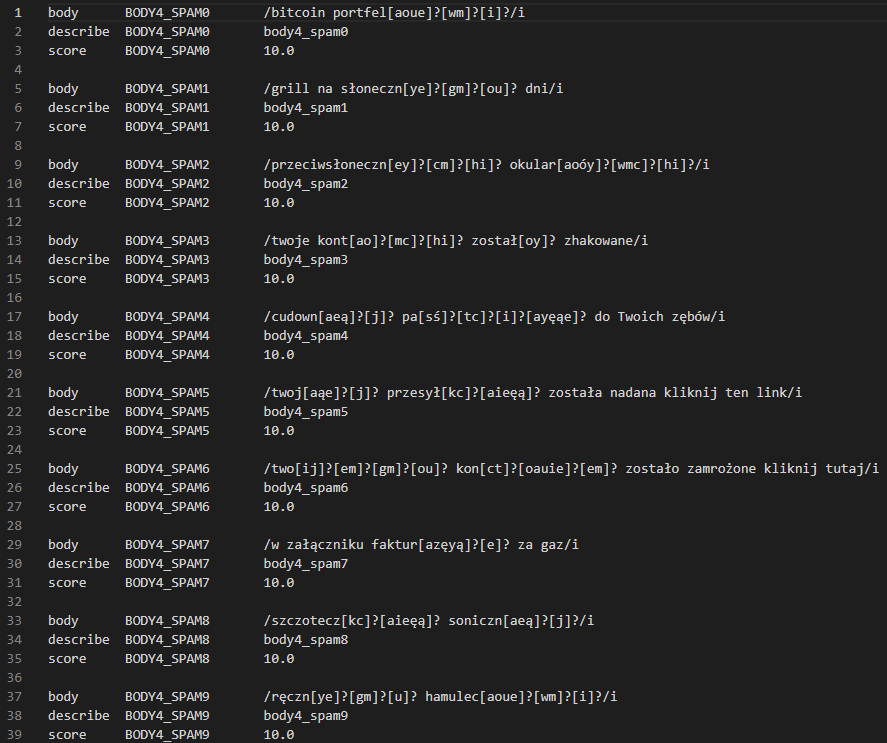 1 body BODY4_SPAM0 /bitcoin portfel[aoue]?[wm]?[i]?/i
2 describe BODY4_SPAM0 body4_spam0
3 score BODY4_SPAM0 10.0
4
5 body BODY4_SPAM1 /grill na słoneczn[ye]?[gm]?[ou]? dni/i
6 describe BODY4_SPAM1 body4_spam1
7 score BODY4_SPAM1 10.0
8
9 body BODY4_SPAM2 /przeciwsłoneczn[ey]?[cm]?[hi]? okular[aoóy]?[wmc]?[hi]?/i
10 describe BODY4_SPAM2 body4_spam2
11 score BODY4_SPAM2 10.0
12
13 body BODY4_SPAM3 /twoje kont[ao]?[mc]?[hi]? został[oy]? zhakowane/i
14 describe BODY4_SPAM3 body4_spam3
15 score BODY4_SPAM3 10.0
16
17 body BODY4_SPAM4 /cudown[aeą]?[j]? pa[sś]?[tc]?[i]?[ayęąe]? do Twoich zębów/i
18 describe BODY4_SPAM4 body4_spam4
19 score BODY4_SPAM4 10.0
20
21 body BODY4_SPAM5 /twoj[aąe]?[j]? przesył[kc]?[aieęą]? została nadana kliknij ten link/i
22 describe BODY4_SPAM5 body4_spam5
23 score BODY4_SPAM5 10.0
24
25 body BODY4_SPAM6 /two[ij]?[em]?[gm]?[ou]? kon[ct]?[oauie]?[em]? zostało zamrożone kliknij tutaj/i
26 describe BODY4_SPAM6 body4_spam6
27 score BODY4_SPAM6 10.0
28
29 body BODY4_SPAM7 /w załączniku faktur[azęyą]?[e]? za gaz/i
30 describe BODY4_SPAM7 body4_spam7
31 score BODY4_SPAM7 10.0
32
33 body BODY4_SPAM8 /szczotecz[kc]?[aieęą]? soniczn[aeą]?[j]?/i
34 describe BODY4_SPAM8 body4_spam8
35 score BODY4_SPAM8 10.0
36
37 body BODY4_SPAM9 /ręczn[ye]?[gm]?[u]? hamulec[aoue]?[wm]?[i]?/i
38 describe BODY4_SPAM9 body4_spam9
39 score BODY4_SPAM9 10.0